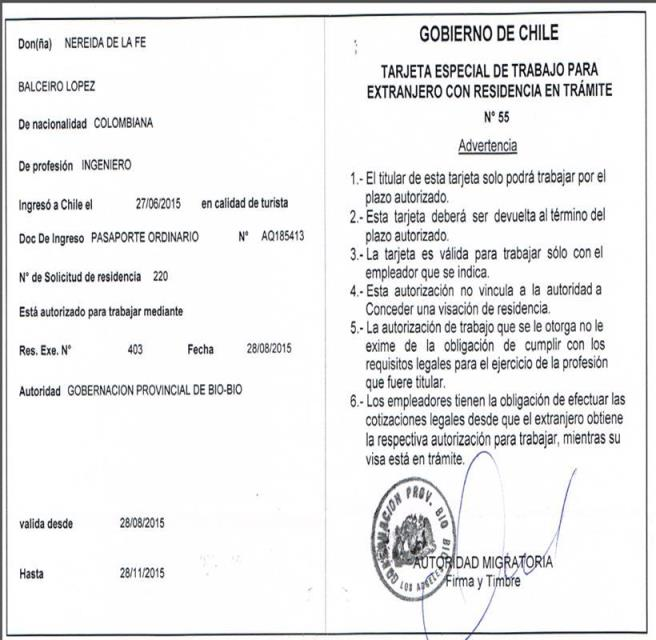 Don(ña) NEREIDA DE LA FE
BALCEIRO LOPEZ
De nacionalidad COLOMBIANA
De profesión INGENIERO
Ingresó a Chile el 27/06/2015 en calidad de turista
Doc De Ingreso PASAPORTE ORDINARIO N° AQ185413
N° de Solicitud de residencia 220
Está autorizado para trabajar mediante
Res. Exe. N° 403 Fecha 28/08/2015
Autoridad GOBERNACION PROVINCIAL DE BIO-BIO
valida desde 28/08/2015
Hasta 28/11/2015
GOBIERNO DE CHILE
TARJETA ESPECIAL DE TRABAJO PARA
EXTRANJERO CON RESIDENCIA EN TRÁMITE
N° 55
Advertencia
1.- El titular de esta tarjeta solo podrá trabajar por el
plazo autorizado.
2.- Esta tarjeta deberá ser devuelta al término del
plazo autorizado.
3.- La tarjeta es válida para trabajar sólo con el
empleador que se indica.
4.- Esta autorización no vincula a la autoridad a
Conceder una visación de residencia.
5.- La autorización de trabajo que se le otorga no le
exime de la obligación de cumplir con los
requisitos legales para el ejercicio de la profesión
que fuere titular.
6.- Los empleadores tienen la obligación de efectuar las
cotizaciones legales desde que el extranjero obtiene
la respectiva autorización para trabajar, mientras su
visa está en trámite.
GOBERNACION PROV. BIO BIO
LOS ANGELES
AUTORIDAD MIGRATORIA
Firma y Timbre